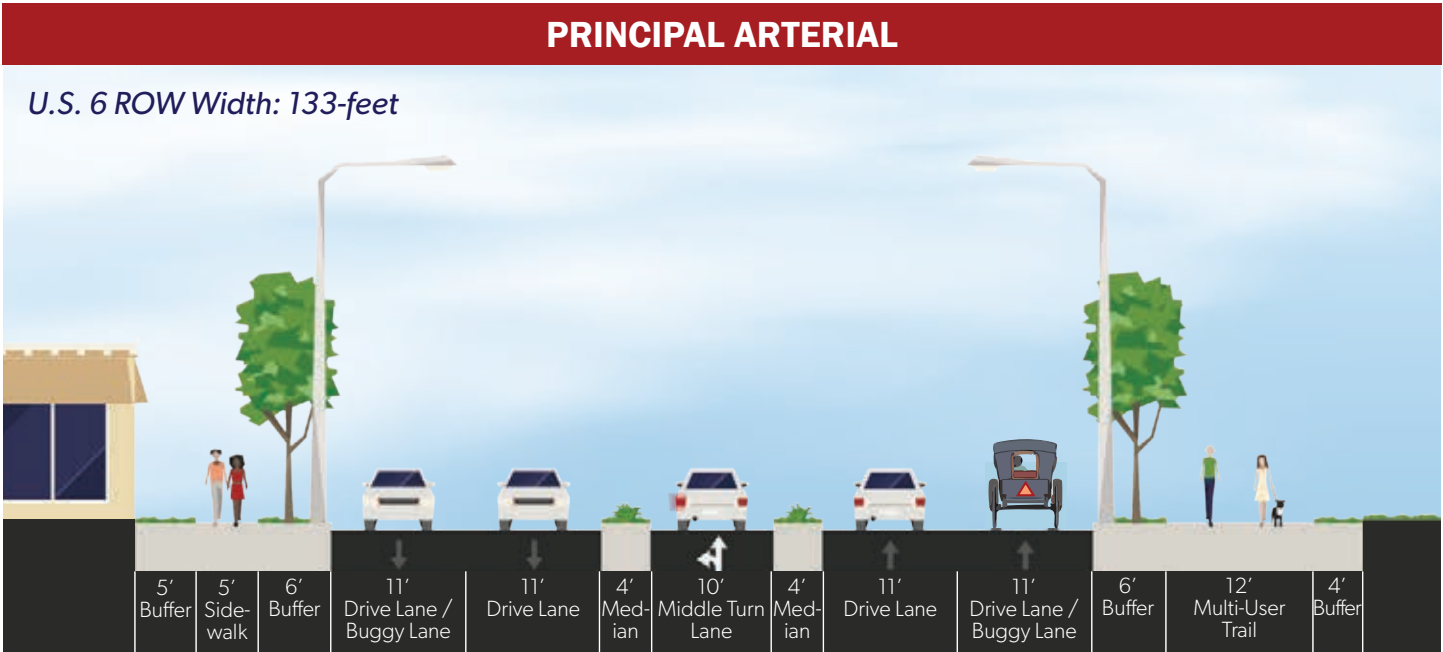 PRINCIPAL ARTERIAL
U.S. 6 ROW Width: 133-feet
5′
Buffer
5′
Side-
walk
6′
Buffer
11′
Drive Lane /
Buggy Lane
11′
Drive Lane
4′
Med-
ian
10′
Middle Turn
Lane
4′
Med-
ian
11′
Drive Lane
11′
Drive Lane /
Buggy Lane
6′
Buffer
12′
Multi-User
Trail
4′
Buffer